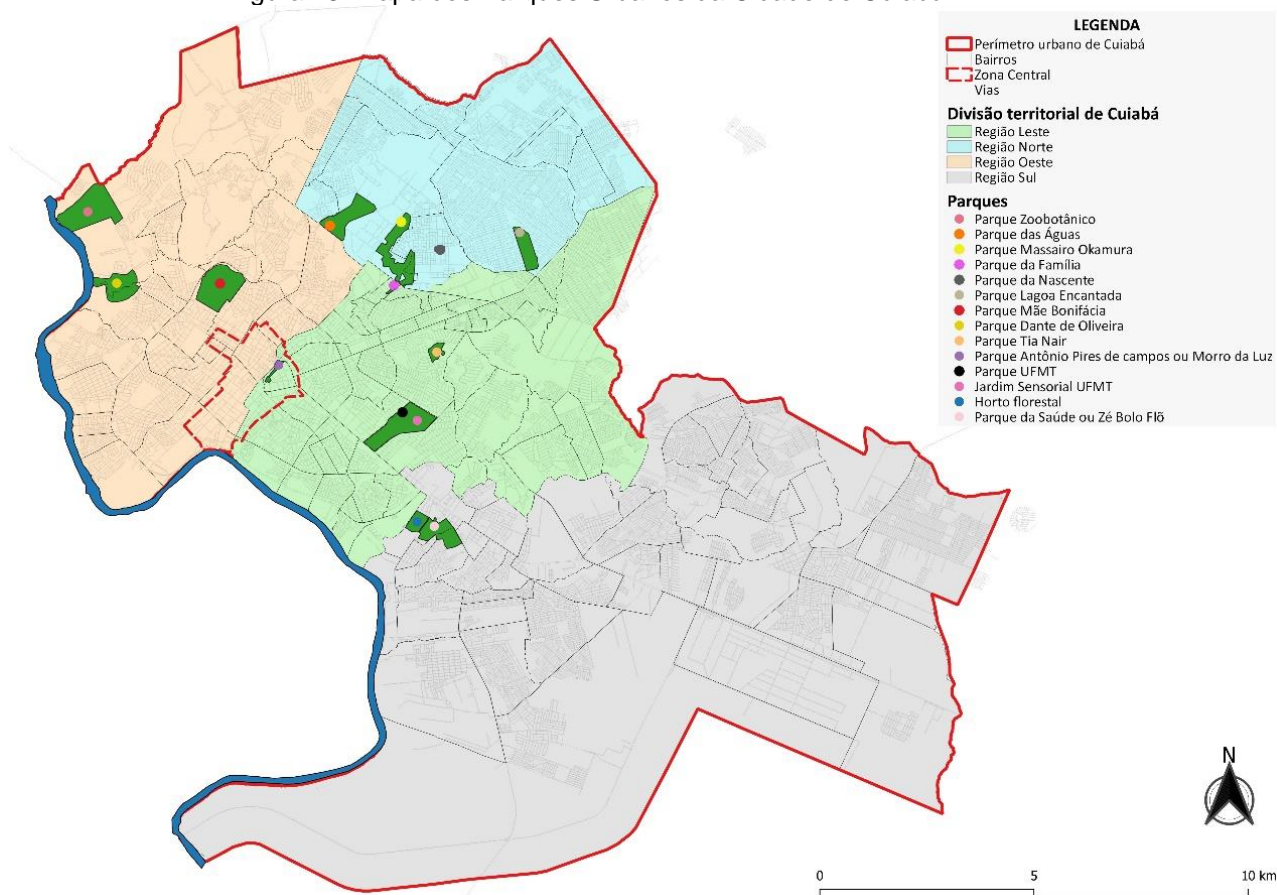 LEGENDA
Perímetro urbano de Cuiabá
Bairros
Zona Central
Vias
Divisão territorial de Cuiabá
Região Leste
Região Norte
Região Oeste
Região Sul
Parques
Parque Zoobotânico
Parque das Águas
Parque Massairo Okamura
Parque da Família
Parque da Nascente
Parque Lagoa Encantada
Parque Mãe Bonifácia
Parque Dante de Oliveira
Parque Tia Nair
Parque Antônio Pires de campos ou Morro da Luz
Parque UFMT
Jardim Sensorial UFMT
Horto florestal
Parque da Saúde ou Zé Bolo Flõ
N
0 5 10 km